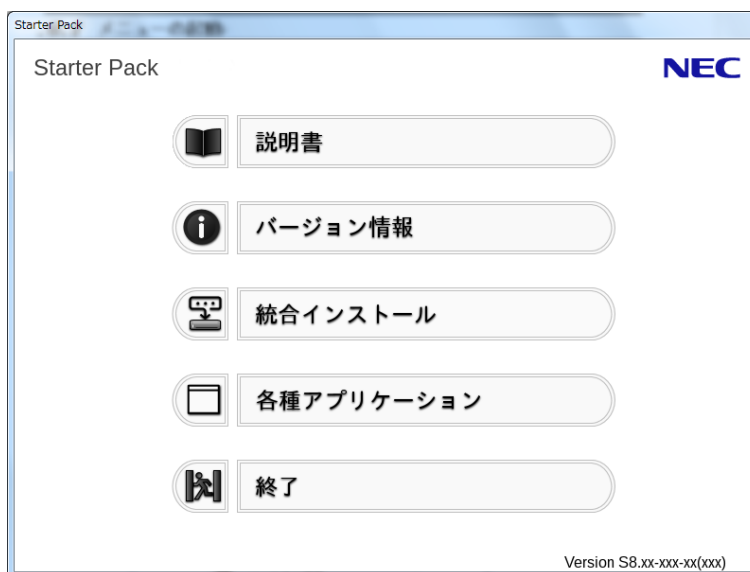 Starter Pack
Starter Pack
NEC
説明書
バージョン情報
統合インストール
各種アプリケーション
終了
Version S8.xx-xxx-xx(xxx)